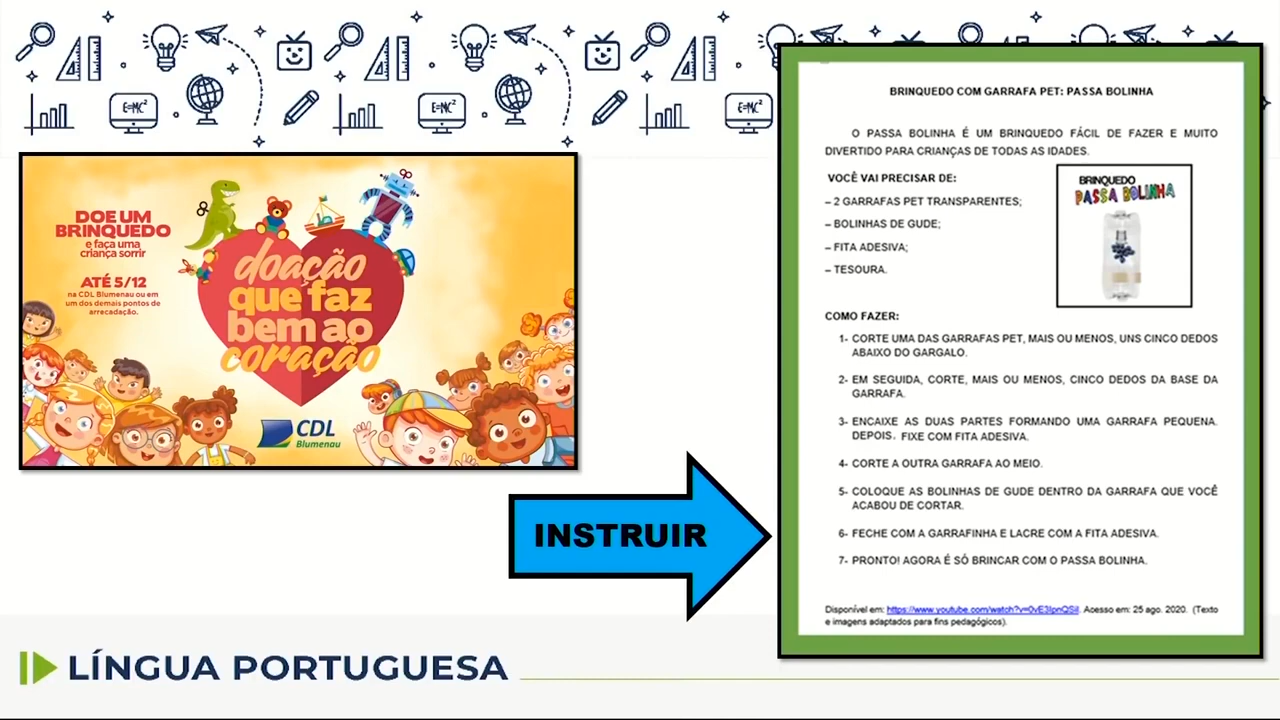 E=MC²
E=MC²
E=MC²
DOE UM
BRINQUEDO
e faça uma
criança sorrir
ATÉ 5/12
na CDL Blumenau ou em
um dos demais pontos de
arrecadação.
doação
que faz
bem ao
coração
CDL
Blumenau
INSTRUIR
BRINQUEDO COM GARRAFA PET: PASSA BOLINHA
O PASSA BOLINHA É UM BRINQUEDO FÁCIL DE FAZER E MUITO
DIVERTIDO PARA CRIANÇAS DE TODAS AS IDADES.
VOCÊ VAI PRECISAR DE:
– 2 GARRAFAS PET TRANSPARENTES;
– BOLINHAS DE GUDE;
– FITA ADESIVA;
– TESOURA.
BRINQUEDO
PASSA BOLINHA
COMO FAZER:
1- CORTE UMA DAS GARRAFAS PET, MAIS OU MENOS, UNS CINCO DEDOS
ABAIXO DO GARGALO.
2- EM SEGUIDA, CORTE, MAIS OU MENOS, CINCO DEDOS DA BASE DA
GARRAFA.
3- ENCAIXE AS DUAS PARTES FORMANDO UMA GARRAFA PEQUENA.
DEPOIS, FIXE COM FITA ADESIVA.
4- CORTE A OUTRA GARRAFA AO MEIO.
5- COLOQUE AS BOLINHAS DE GUDE DENTRO DA GARRAFA QUE VOCÊ
ACABOU DE CORTAR.
6- FECHE COM A GARRAFINHA E LACRE COM A FITA ADESIVA.
7- PRONTO! AGORA É SÓ BRINCAR COM O PASSA BOLINHA.
Disponível em: Acesso em: 25 ago. 2020. (Texto
e imagens adaptados para fins pedagógicos).
LÍNGUA PORTUGUESA